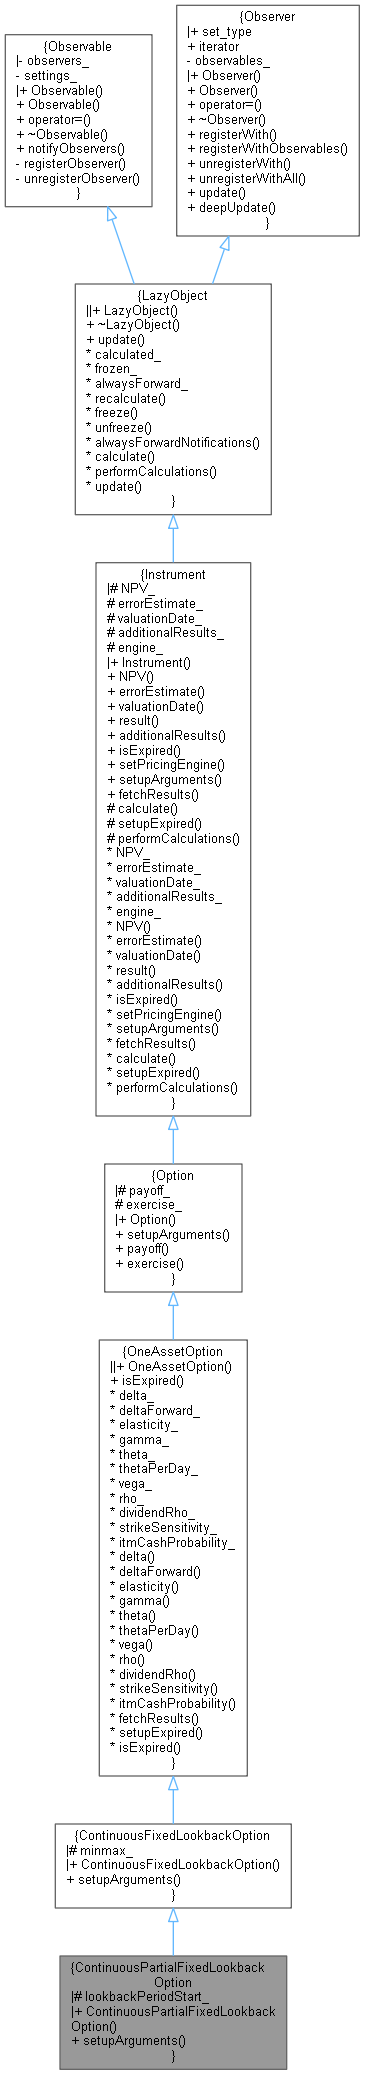 {Observer
|+ set_type
+ iterator
- observables_
|+ Observer()
+ Observer()
+ operator=()
+ ~Observer()
+ registerWith()
+ registerWithObservables()
+ unregisterWith()
+ unregisterWithAll()
+ update()
+ deepUpdate()
}
{Observable
|- observers_
- settings_
|+ Observable()
+ Observable()
+ operator=()
+ ~Observable()
+ notifyObservers()
- registerObserver()
- unregisterObserver()
}
{LazyObject
||+ LazyObject()
+ ~LazyObject()
+ update()
* calculated_
* frozen_
* alwaysForward_
* recalculate()
* freeze()
* unfreeze()
* alwaysForwardNotifications()
* calculate()
* performCalculations()
* update()
}
{Instrument
|# NPV_
# errorEstimate_
# valuationDate_
# additionalResults_
# engine_
|+ Instrument()
+ NPV()
+ errorEstimate()
+ valuationDate()
+ result()
+ additionalResults()
+ isExpired()
+ setPricingEngine()
+ setupArguments()
+ fetchResults()
# calculate()
# setupExpired()
# performCalculations()
* NPV_
* errorEstimate_
* valuationDate_
* additionalResults_
* engine_
* NPV()
* errorEstimate()
* valuationDate()
* result()
* additionalResults()
* isExpired()
* setPricingEngine()
* setupArguments()
* fetchResults()
* calculate()
* setupExpired()
* performCalculations()
}
{Option
|# payoff_
# exercise_
|+ Option()
+ setupArguments()
+ payoff()
+ exercise()
}
{OneAssetOption
||+ OneAssetOption()
+ isExpired()
* delta_
* deltaForward_
* elasticity_
* gamma_
* theta_
* thetaPerDay_
* vega_
* rho_
* dividendRho_
* strikeSensitivity_
* itmCashProbability_
* delta()
* deltaForward()
* elasticity()
* gamma()
* theta()
* thetaPerDay()
* vega()
* rho()
* dividendRho()
* strikeSensitivity()
* itmCashProbability()
* fetchResults()
* setupExpired()
* isExpired()
}
{ContinuousFixedLookbackOption
|# minmax_
|+ ContinuousFixedLookbackOption()
+ setupArguments()
}
{ContinuousPartialFixedLookback
Option
|# lookbackPeriodStart_
|+ ContinuousPartialFixedLookback
Option()
+ setupArguments()
}